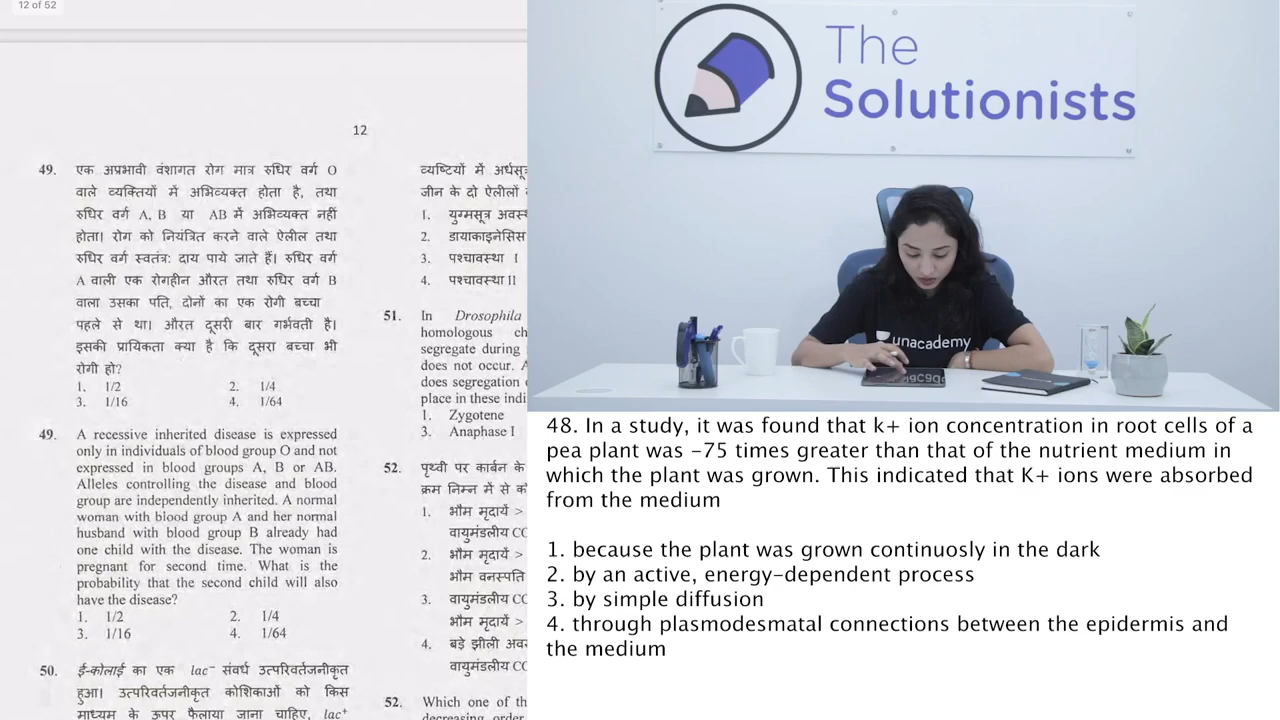 12 of 52
12
49. एक अप्रभावी वंशागत रोग मात्र रुधिर वर्ग O
वाले व्यक्तियों में अभिव्यक्त होता है, तथा
रुधिर वर्ग A, B या AB में अभिव्यक्त नहीं
होता। रोग को नियंत्रित करने वाले ऐलील तथा
रुधिर वर्ग स्वतंत्र: दाय पाये जाते हैं। रुधिर वर्ग
A वाली एक रोगहीन औरत तथा रुधिर वर्ग B
वाला उसका पति, दोनों का एक रोगी बच्चा
पहले से था। औरत दूसरी बार गर्भवती है।
इसकी प्रायिकता क्या है कि दूसरा बच्चा भी
रोगी हो?
1. 1/2 2. 1/4
3. 1/16 4. 1/64
49. A recessive inherited disease is expressed
only in individuals of blood group O and not
expressed in blood groups A, B or AB.
Alleles controlling the disease and blood
group are independently inherited. A normal
woman with blood group A and her normal
husband with blood group B already had
one child with the disease. The woman is
pregnant for second time. What is the
probability that the second child will also
have the disease?
1. 1/2 2. 1/4
3. 1/16 4. 1/64
50. ई-कोलाई का एक lac⁻ संवर्ध उत्परिवर्तजनीकृत
हुआ। उत्परिवर्तजनीकृत कोशिकाओं को किस
माध्यम के ऊपर फैलाया जाना चाहिए, lac⁺
व्यष्टियों में अर्धसूत्र
जीन के दो ऐलीलों
1. युग्मसूत्र अवस्थ
2. डायाकाइनेसिस
3. पश्चावस्था I
4. पश्चावस्था II
51. In Drosophila
homologous ch
segregate during
does not occur. A
does segregation
place in these indi
1. Zygotene
3. Anaphase I
52. पृथ्वी पर कार्बन के
क्रम निम्न में से को
1. भौम मृदायें >
वायुमंडलीय CC
2. भौम मृदायें >
भौम वनस्पति
3. वायुमंडलीय CC
भौम मृदायें >
4. बड़े झीली अव
वायुमंडलीय CC
52. Which one of th
decreasing order
The
Solutionists
unacademy
48. In a study, it was found that k+ ion concentration in root cells of a
pea plant was -75 times greater than that of the nutrient medium in
which the plant was grown. This indicated that K+ ions were absorbed
from the medium
1. because the plant was grown continuosly in the dark
2. by an active, energy-dependent process
3. by simple diffusion
4. through plasmodesmatal connections between the epidermis and
the medium